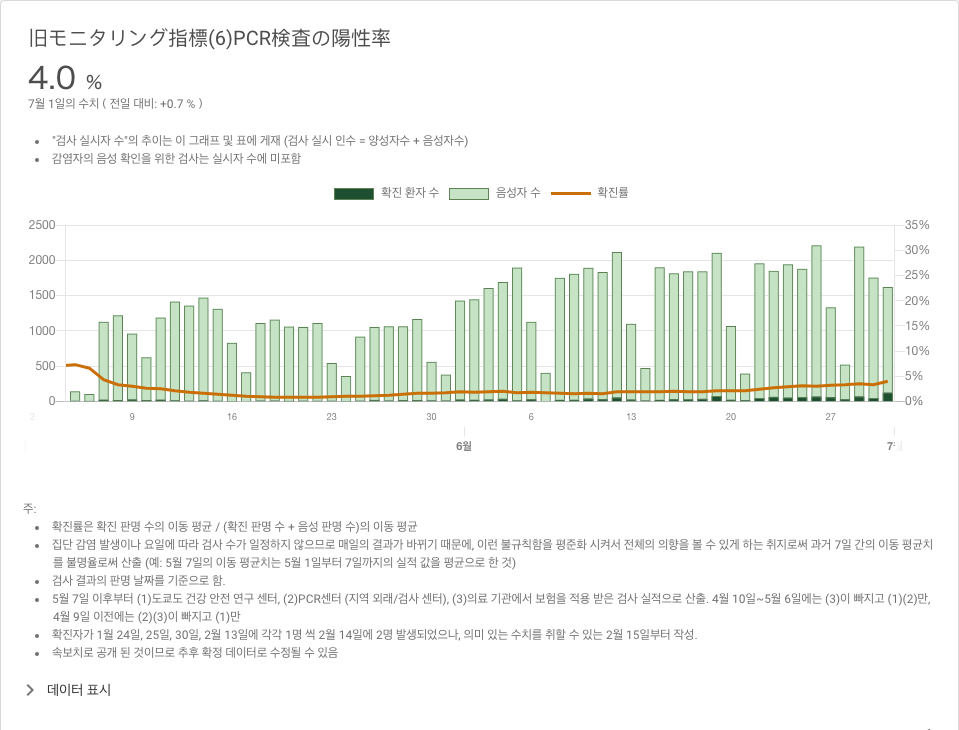 旧モニタリング指標(6)PCR検査の陽性率
4.0 %
7월 1일의 수치 ( 전일 대비: +0.7 % )
• "검사 실시자 수"의 추이는 이 그래프 및 표에 게재 (검사 실시 인수 = 양성자수 + 음성자수)
• 감염자의 음성 확인을 위한 검사는 실시자 수에 미포함
확진 환자 수 음성자 수 확진률
2500 35%
30%
2000
25%
1500 20%
15%
1000
10%
500
5%
0 0%
2 9 16 23 30 6 13 20 27
6월 7
주:
• 확진률은 확진 판명 수의 이동 평균 / (확진 판명 수 + 음성 판명 수)의 이동 평균
• 집단 감염 발생이나 요일에 따라 검사 수가 일정하지 않으므로 매일의 결과가 바뀌기 때문에, 이런 불규칙함을 평준화 시켜서 전체의 의향을 볼 수 있게 하는 취지로써 과거 7일 간의 이동 평균치
를 불명율로써 산출 (예: 5월 7일의 이동 평균치는 5월 1일부터 7일까지의 실적 값을 평균으로 한 것)
• 검사 결과의 판명 날짜를 기준으로 함.
• 5월 7일 이후부터 (1)도쿄도 건강 안전 연구 센터, (2)PCR센터 (지역 외래/검사 센터), (3)의료 기관에서 보험을 적용 받은 검사 실적으로 산출. 4월 10일~5월 6일에는 (3)이 빠지고 (1)(2)만,
4월 9일 이전에는 (2)(3)이 빠지고 (1)만
• 확진자가 1월 24일, 25일, 30일, 2월 13일에 각각 1명 씩 2월 14일에 2명 발생되었으나, 의미 있는 수치를 취할 수 있는 2월 15일부터 작성.
• 속보치로 공개 된 것이므로 추후 확정 데이터로 수정될 수 있음
데이터 표시